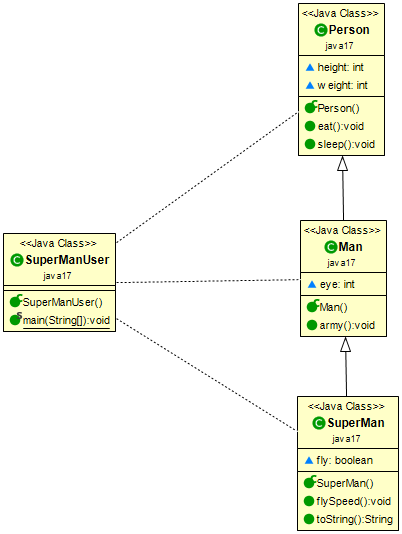 <<Java Class>>
Person
java17
height: int
weight: int
Person()
eat():void
sleep():void
<<Java Class>>
Man
java17
eye: int
Man()
army():void
<<Java Class>>
SuperManUser
java17
SuperManUser()
main(String[]):void
<<Java Class>>
SuperMan
java17
fly: boolean
SuperMan()
flySpeed():void
toString():String